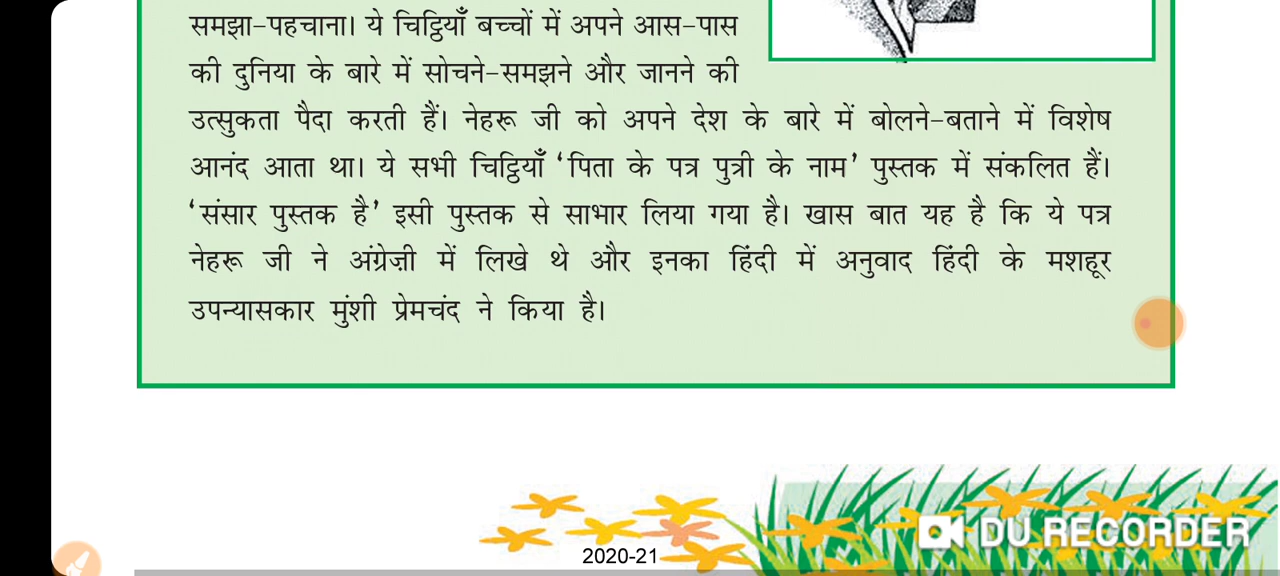 समझा-पहचाना। ये चिट्ठियाँ बच्चों में अपने आस-पास
की दुनिया के बारे में सोचने-समझने और जानने की
उत्सुकता पैदा करती हैं। नेहरू जी को अपने देश के बारे में बोलने-बताने में विशेष
आनंद आता था। ये सभी चिट्ठियाँ ‘पिता के पत्र पुत्री के नाम’ पुस्तक में संकलित हैं।
‘संसार पुस्तक है’ इसी पुस्तक से साभार लिया गया है। खास बात यह है कि ये पत्र
नेहरू जी ने अंग्रेज़ी में लिखे थे और इनका हिंदी में अनुवाद हिंदी के मशहूर
उपन्यासकार मुंशी प्रेमचंद ने किया है।
DU RECORDER
2020-21